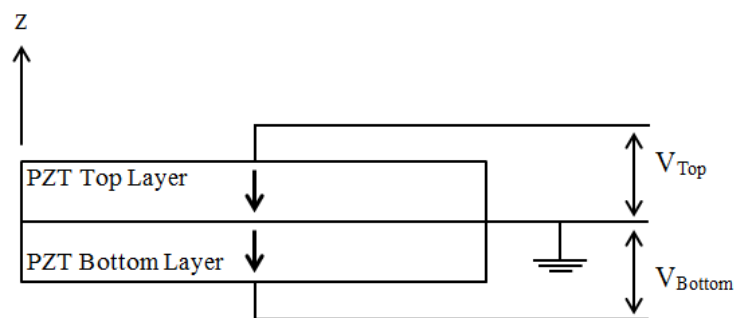 z
PZT Top Layer
V_Top
PZT Bottom Layer
V_Bottom